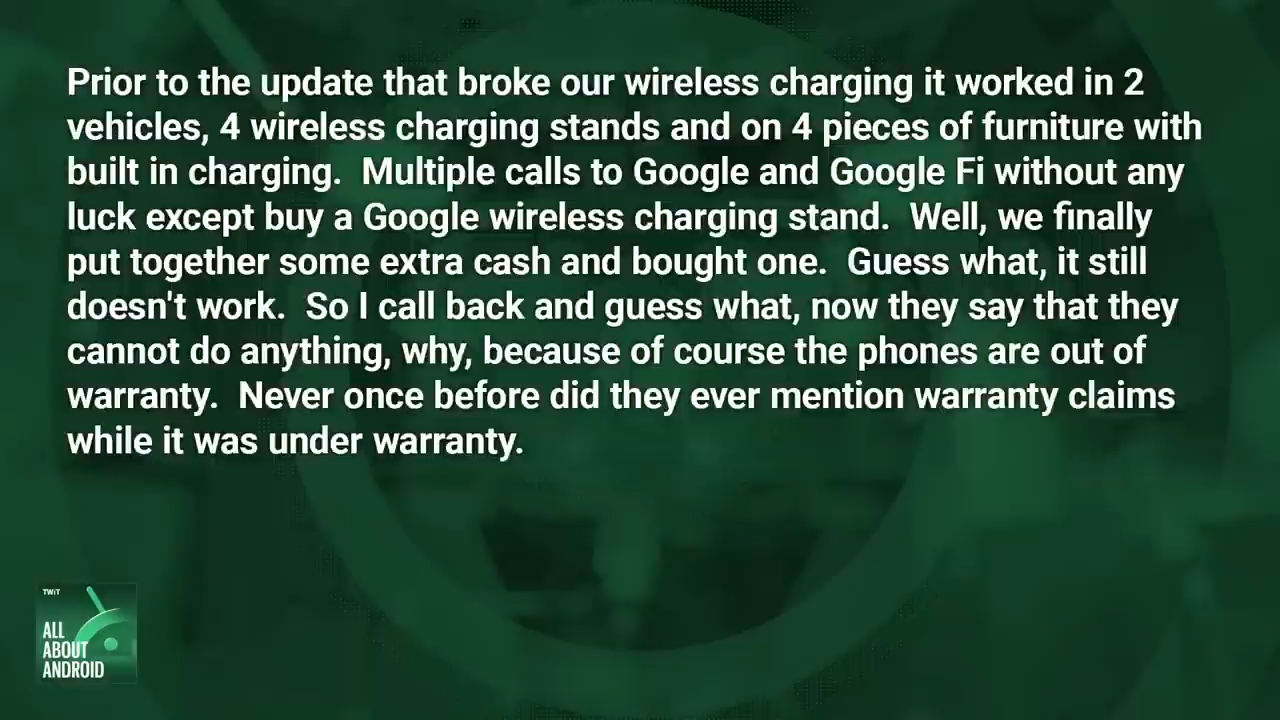 Prior to the update that broke our wireless charging it worked in 2
vehicles, 4 wireless charging stands and on 4 pieces of furniture with
built in charging.  Multiple calls to Google and Google Fi without any
luck except buy a Google wireless charging stand.  Well, we finally
put together some extra cash and bought one.  Guess what, it still
doesn't work.  So I call back and guess what, now they say that they
cannot do anything, why, because of course the phones are out of
warranty.  Never once before did they ever mention warranty claims
while it was under warranty.
TWiT
ALL
ABOUT
ANDROID